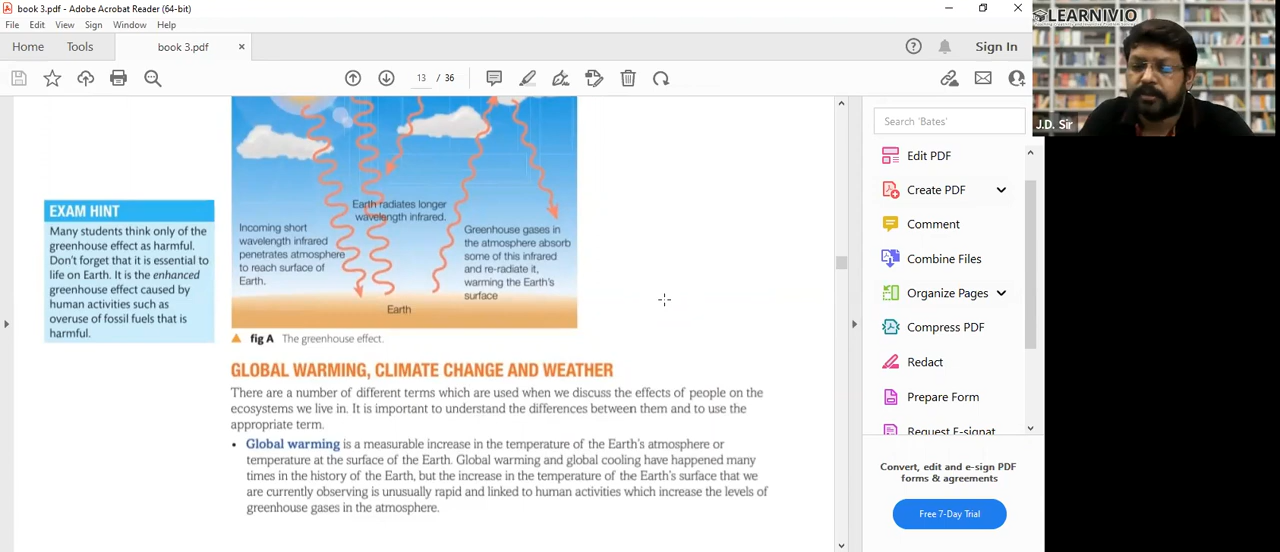 book 3.pdf - Adobe Acrobat Reader (64-bit)
File Edit View Sign Window Help
Home Tools book 3.pdf × Sign In
13 / 36
LEARNIVIO
J.D. Sir
Search 'Bates'
Edit PDF
Create PDF
Comment
Combine Files
Organize Pages
Compress PDF
Redact
Prepare Form
Request E-signat
Convert, edit and e-sign PDF
forms & agreements
Free 7-Day Trial
EXAM HINT
Many students think only of the
greenhouse effect as harmful.
Don't forget that it is essential to
life on Earth. It is the enhanced
greenhouse effect caused by
human activities such as
overuse of fossil fuels that is
harmful.
Incoming short
wavelength infrared
penetrates atmosphere
to reach surface of
Earth.
Earth radiates longer
wavelength infrared.
Greenhouse gases in
the atmosphere absorb
some of this infrared
and re-radiate it,
warming the Earth's
surface
Earth
fig A The greenhouse effect.
GLOBAL WARMING, CLIMATE CHANGE AND WEATHER
There are a number of different terms which are used when we discuss the effects of people on the
ecosystems we live in. It is important to understand the differences between them and to use the
appropriate term.
• Global warming is a measurable increase in the temperature of the Earth's atmosphere or
temperature at the surface of the Earth. Global warming and global cooling have happened many
times in the history of the Earth, but the increase in the temperature of the Earth's surface that we
are currently observing is unusually rapid and linked to human activities which increase the levels of
greenhouse gases in the atmosphere.